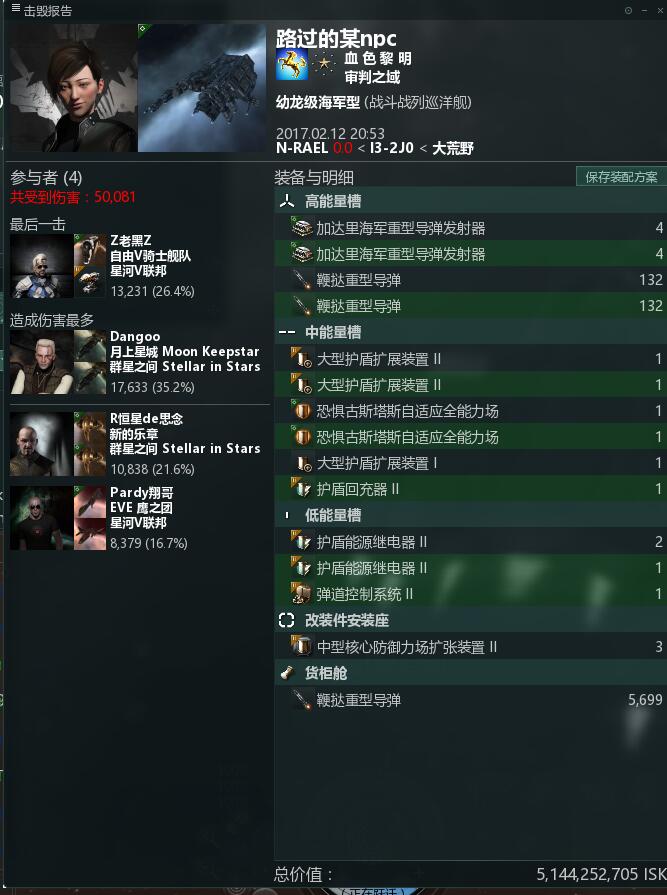 击毁报告
路过的某npc
血 色 黎 明
审判之域
幼龙级海军型 (战斗战列巡洋舰)
2017.02.12 20:53
N-RAEL 0.0 < I3-2J0 < 大荒野
参与者 (4)
共受到伤害：50,081
最后一击
Z老黑Z
自由V骑士舰队
星河V联邦
13,231 (26.4%)
造成伤害最多
Dangoo
月上星城 Moon Keepstar
群星之间 Stellar in Stars
17,633 (35.2%)
R恒星de思念
新的乐章
群星之间 Stellar in Stars
10,838 (21.6%)
Pardy翔哥
EVE 鹰之团
星河V联邦
8,379 (16.7%)
装备与明细 保存装配方案
高能量槽
加达里海军重型导弹发射器 4
加达里海军重型导弹发射器 4
鞭挞重型导弹 132
鞭挞重型导弹 132
中能量槽
大型护盾扩展装置 II 1
大型护盾扩展装置 II 1
恐惧古斯塔斯自适应全能力场 1
恐惧古斯塔斯自适应全能力场 1
大型护盾扩展装置 I 1
护盾回充器 II 1
低能量槽
护盾能源继电器 II 2
护盾能源继电器 II 1
弹道控制系统 II 1
改装件安装座
中型核心防御力场扩张装置 II 3
货柜舱
鞭挞重型导弹 5,699
总价值： 5,144,252,705 ISK